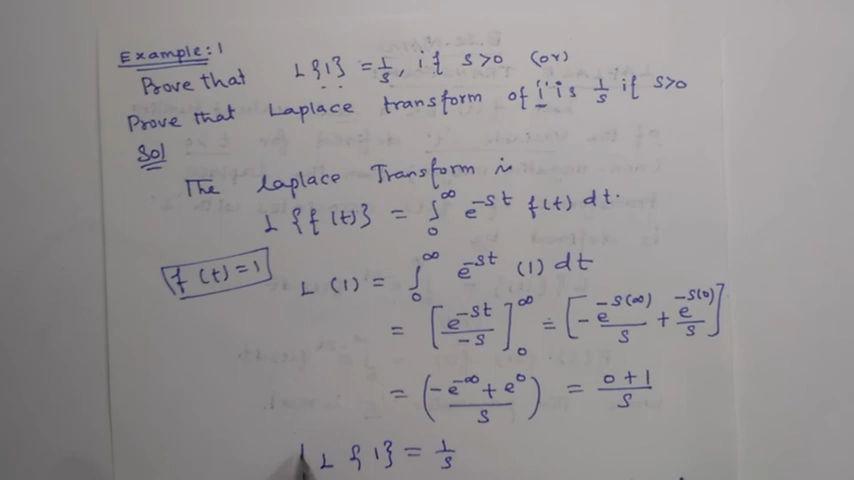 Example: 1
Prove that L{1} = 1/s, if s>0 (or)
Prove that Laplace transform of 1 is 1/s if s>0
Sol
The Laplace Transform is
L {f(t)} = ∫₀^∞ e^-st f(t) dt.
f(t)=1 L(1) = ∫₀^∞ e^-st (1) dt
= [e^-st / -s]₀^∞ = [-e^-s(∞) / s + e^-s(0) / s]
= (-e^-∞ + e^0 / s) = 0+1 / s
L {1} = 1/s